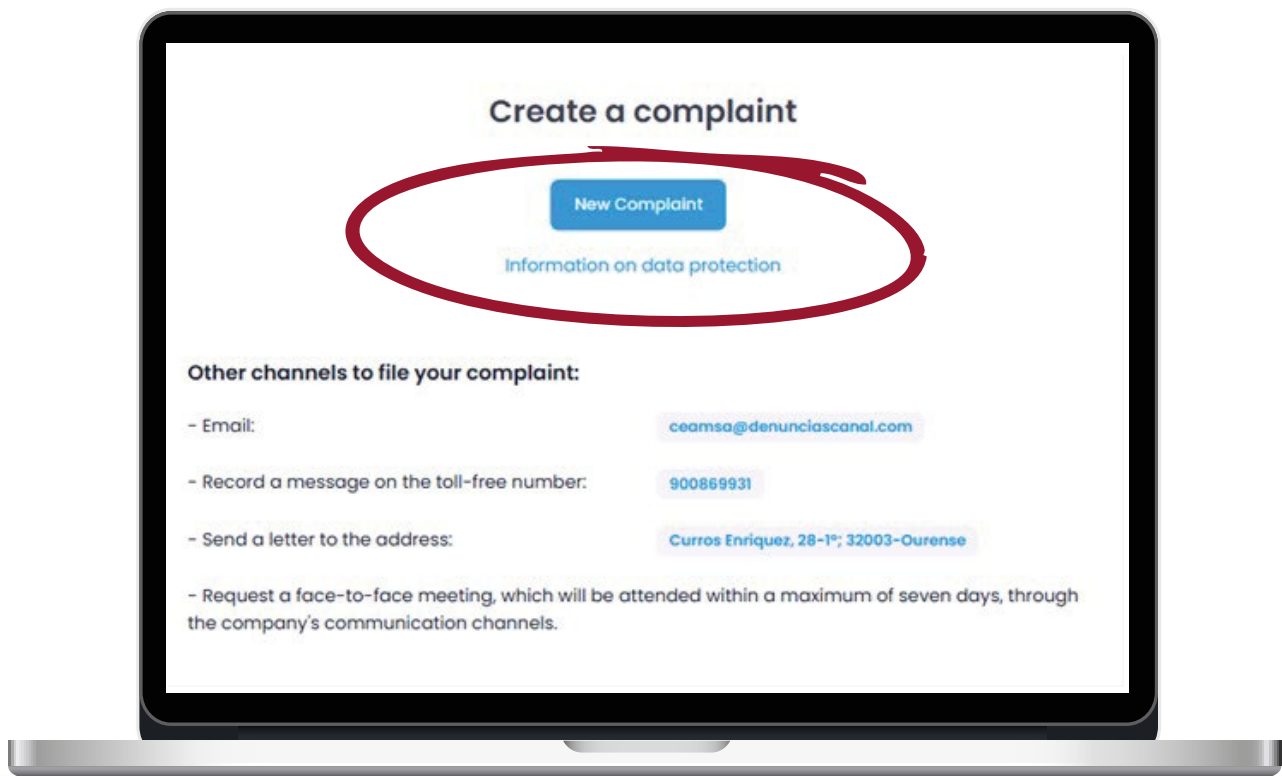 Create a complaint
New Complaint
Information on data protection
Other channels to file your complaint:
- Email:
ceamsa@denunciascanal.com
- Record a message on the toll-free number:
900869931
- Send a letter to the address:
Curros Enriquez, 28-1º; 32003-Ourense
- Request a face-to-face meeting, which will be attended within a maximum of seven days, through
the company's communication channels.